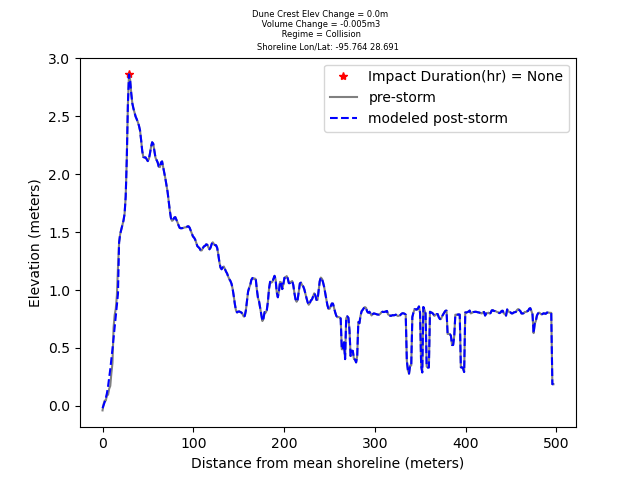 Dune Crest Elev Change = 0.0m
Volume Change = -0.005m3
Regime = Collision
Shoreline Lon/Lat: -95.764 28.691
Impact Duration(hr) = None
pre-storm
modeled post-storm
Elevation (meters)
3.0
2.5
2.0
1.5
1.0
0.5
0.0
0 100 200 300 400 500
Distance from mean shoreline (meters)